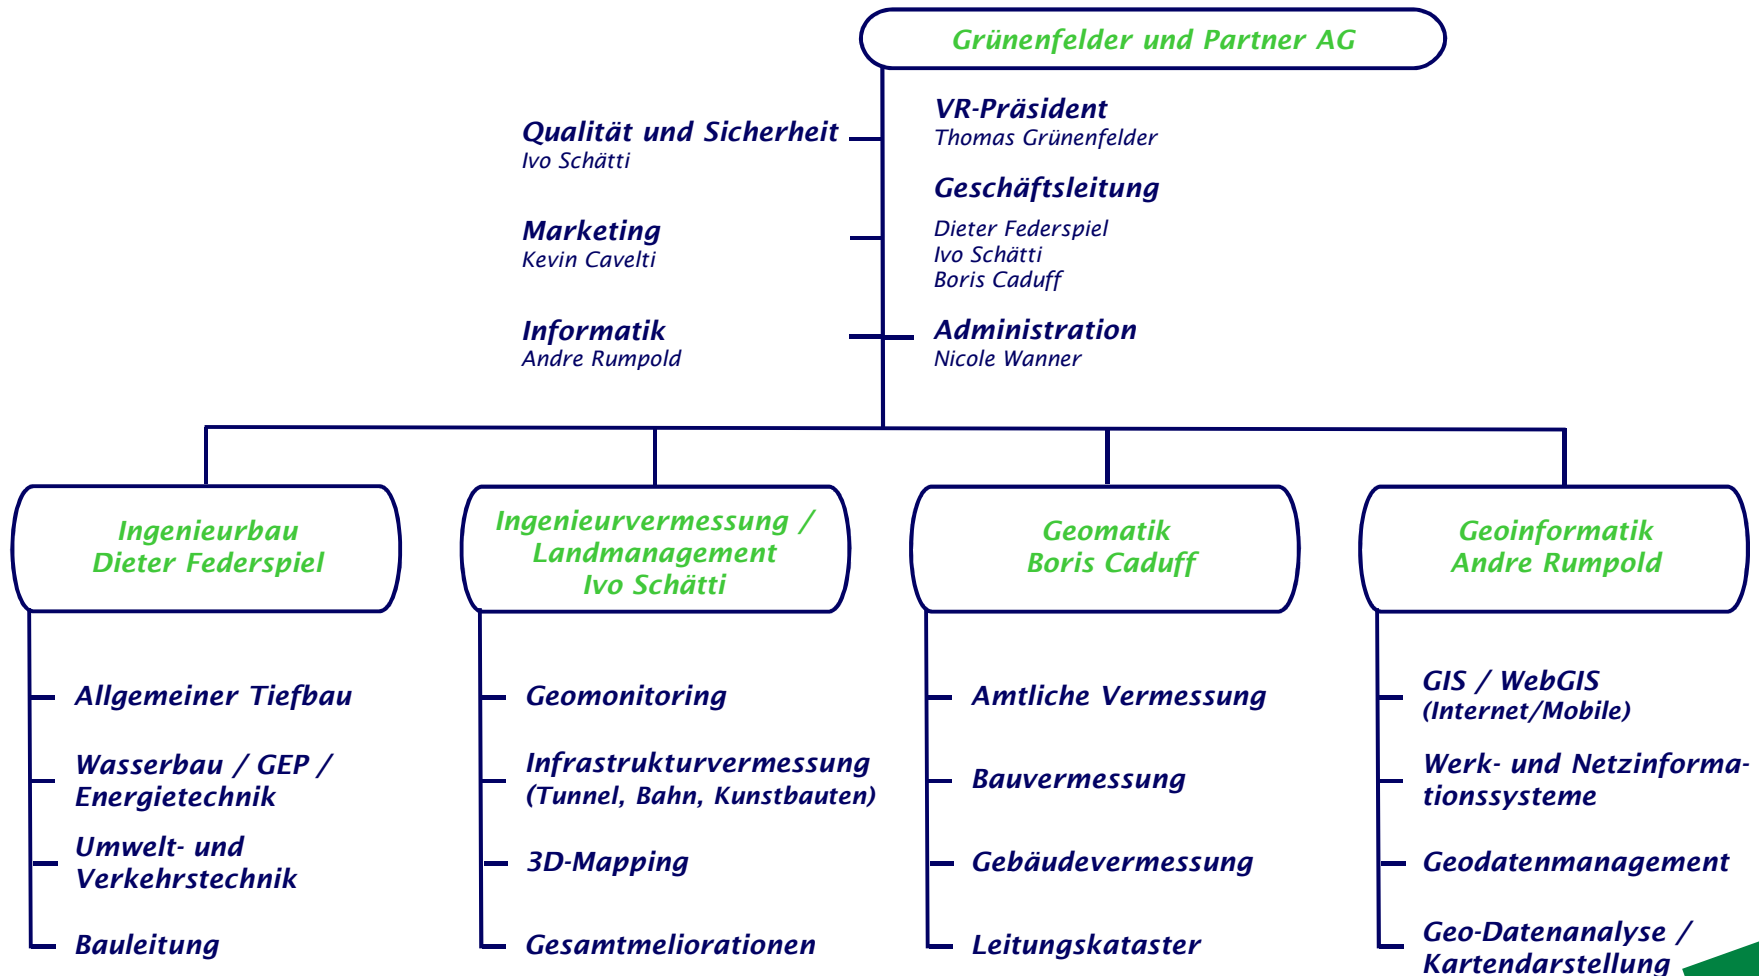 Grünenfelder und Partner AG
VR-Präsident
Thomas Grünenfelder
Geschäftsleitung
Dieter Federspiel
Ivo Schätti
Boris Caduff
Administration
Nicole Wanner
Qualität und Sicherheit
Ivo Schätti
Marketing
Kevin Cavelti
Informatik
Andre Rumpold
Ingenieurbau
Dieter Federspiel
Allgemeiner Tiefbau
Wasserbau / GEP /
Energietechnik
Umwelt- und
Verkehrstechnik
Bauleitung
Ingenieurvermessung /
Landmanagement
Ivo Schätti
Geomonitoring
Infrastrukturvermessung
(Tunnel, Bahn, Kunstbauten)
3D-Mapping
Gesamtmeliorationen
Geomatik
Boris Caduff
Amtliche Vermessung
Bauvermessung
Gebäudevermessung
Leitungskataster
Geoinformatik
Andre Rumpold
GIS / WebGIS
(Internet/Mobile)
Werk- und Netzinforma-
tionssysteme
Geodatenmanagement
Geo-Datenanalyse /
Kartendarstellung